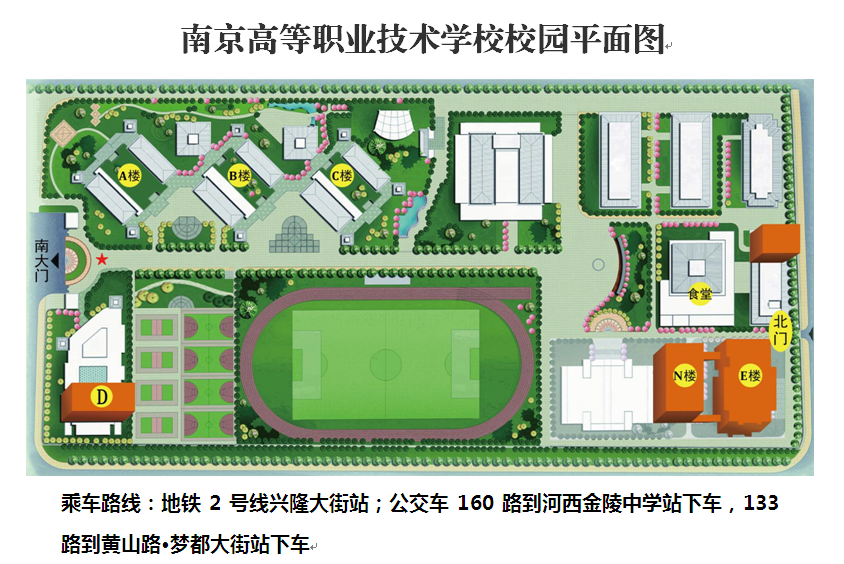 南京高等职业技术学校校园平面图
A楼
B楼
C楼
南大门
食堂
北门
D
N楼
E楼
乘车路线：地铁 2 号线兴隆大街站；公交车 160 路到河西金陵中学站下车，133
路到黄山路•梦都大街站下车